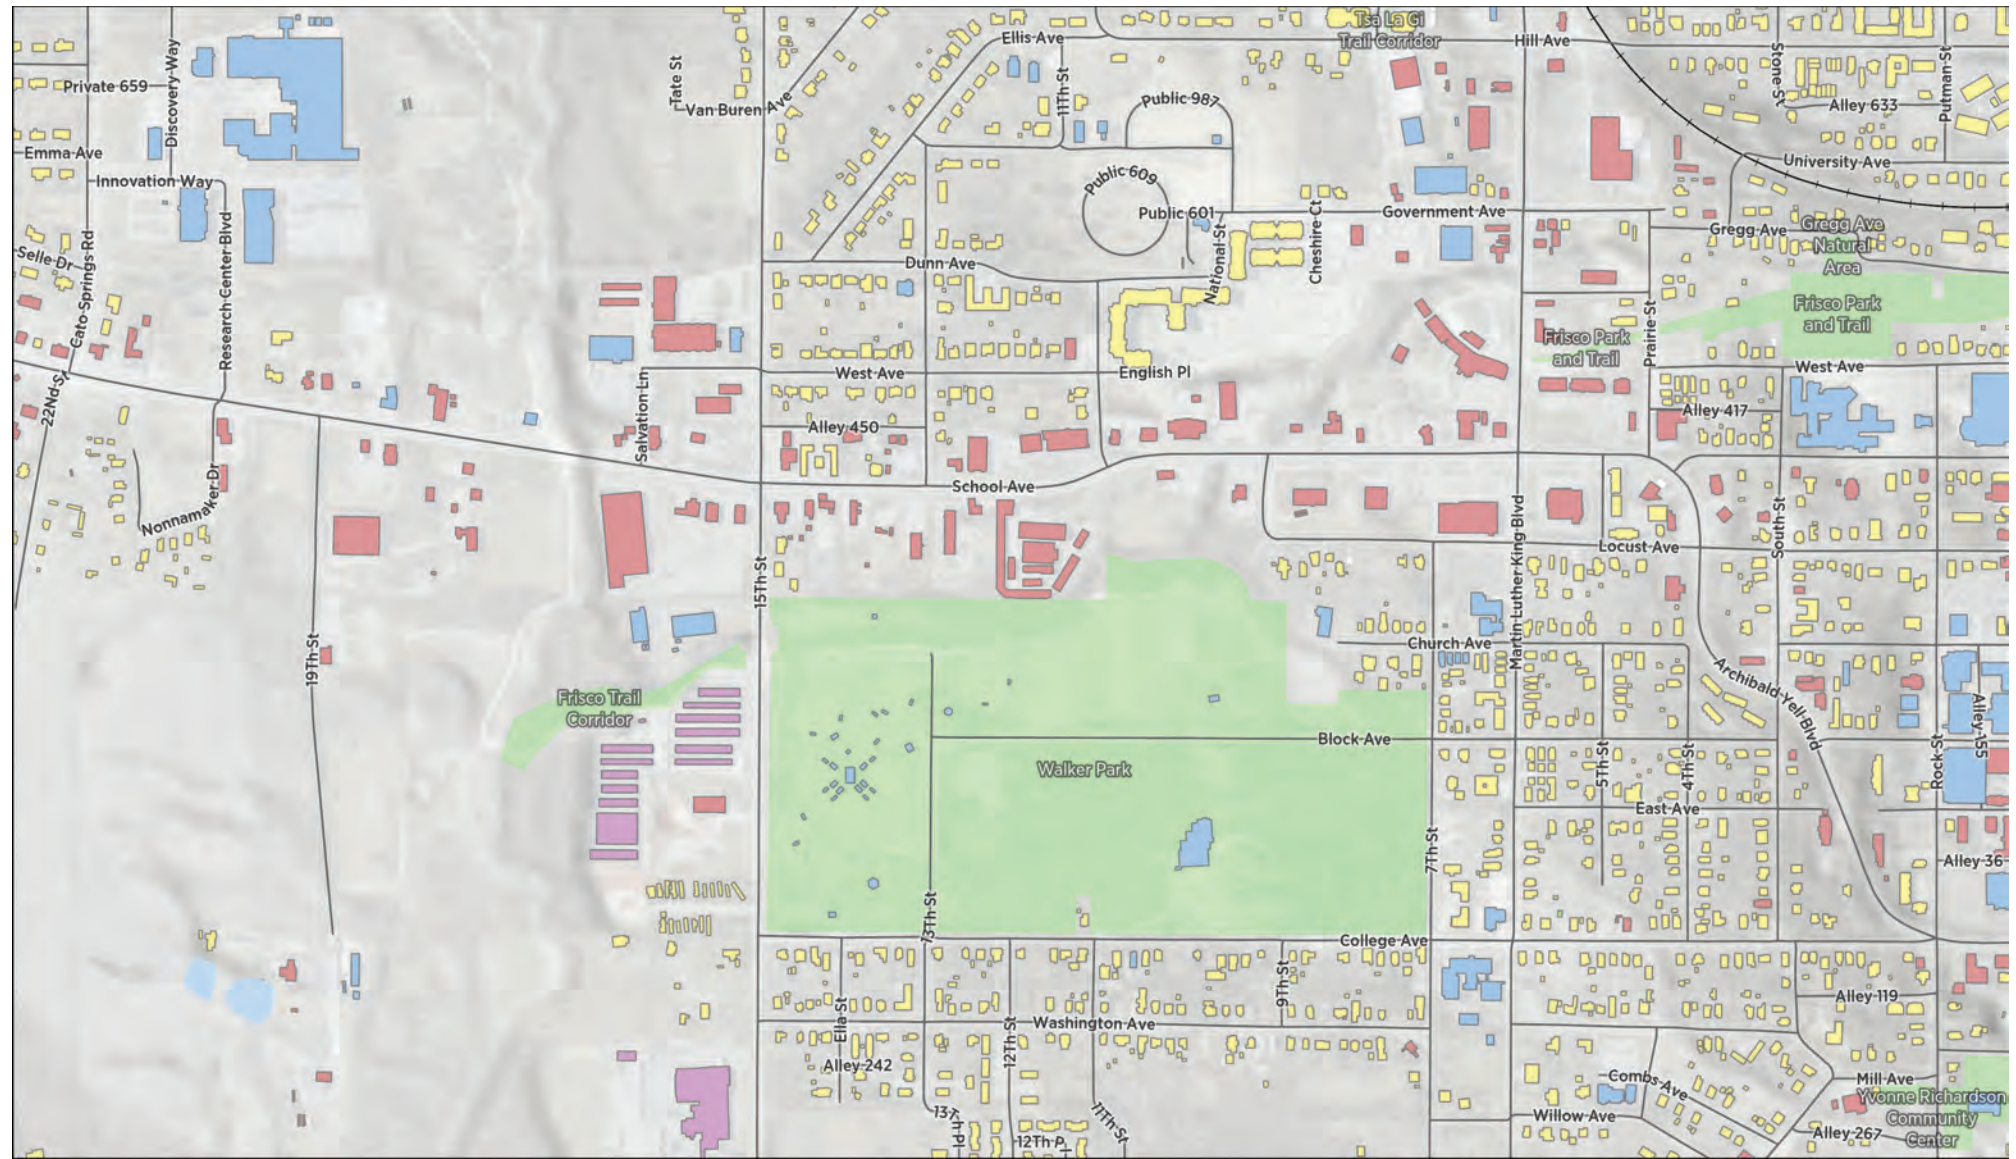 Tsa La Gi
Trail Corridor
Ellis Ave
Hill Ave
Stone St
Putman St
Discovery Way
Tate St
11Th St
Private 659
Van Buren Ave
Public 987
Alley 633
Emma Ave
University Ave
Innovation Way
Public 609
Public 601
Government Ave
Cheshire Ct
National St
Gregg Ave
Gregg Ave
Natural
Area
Selle Dr
Cato Springs Rd
Research Center Blvd
Dunn Ave
Frisco Park
and Trail
Frisco Park
and Trail
Prairie St
West Ave
English Pl
West Ave
22Nd St
Salvation Ln
Alley 450
Alley 417
School Ave
Nonnamaker Dr
Martin Luther King Blvd
South St
Locust Ave
15Th St
19Th St
Church Ave
Archibald Yell Blvd
Frisco Trail
Corridor
Alley 155
Block Ave
Walker Park
5Th St
4Th St
Rock St
East Ave
7Th St
Alley 36
13Th St
College Ave
9Th St
Alley 119
Ella St
12Th St
Washington Ave
Alley 242
Combs Ave
Mill Ave
Yvonne Richardson
Community
Center
13Th Pl
11Th St
Willow Ave
12Th Pl
Alley 267